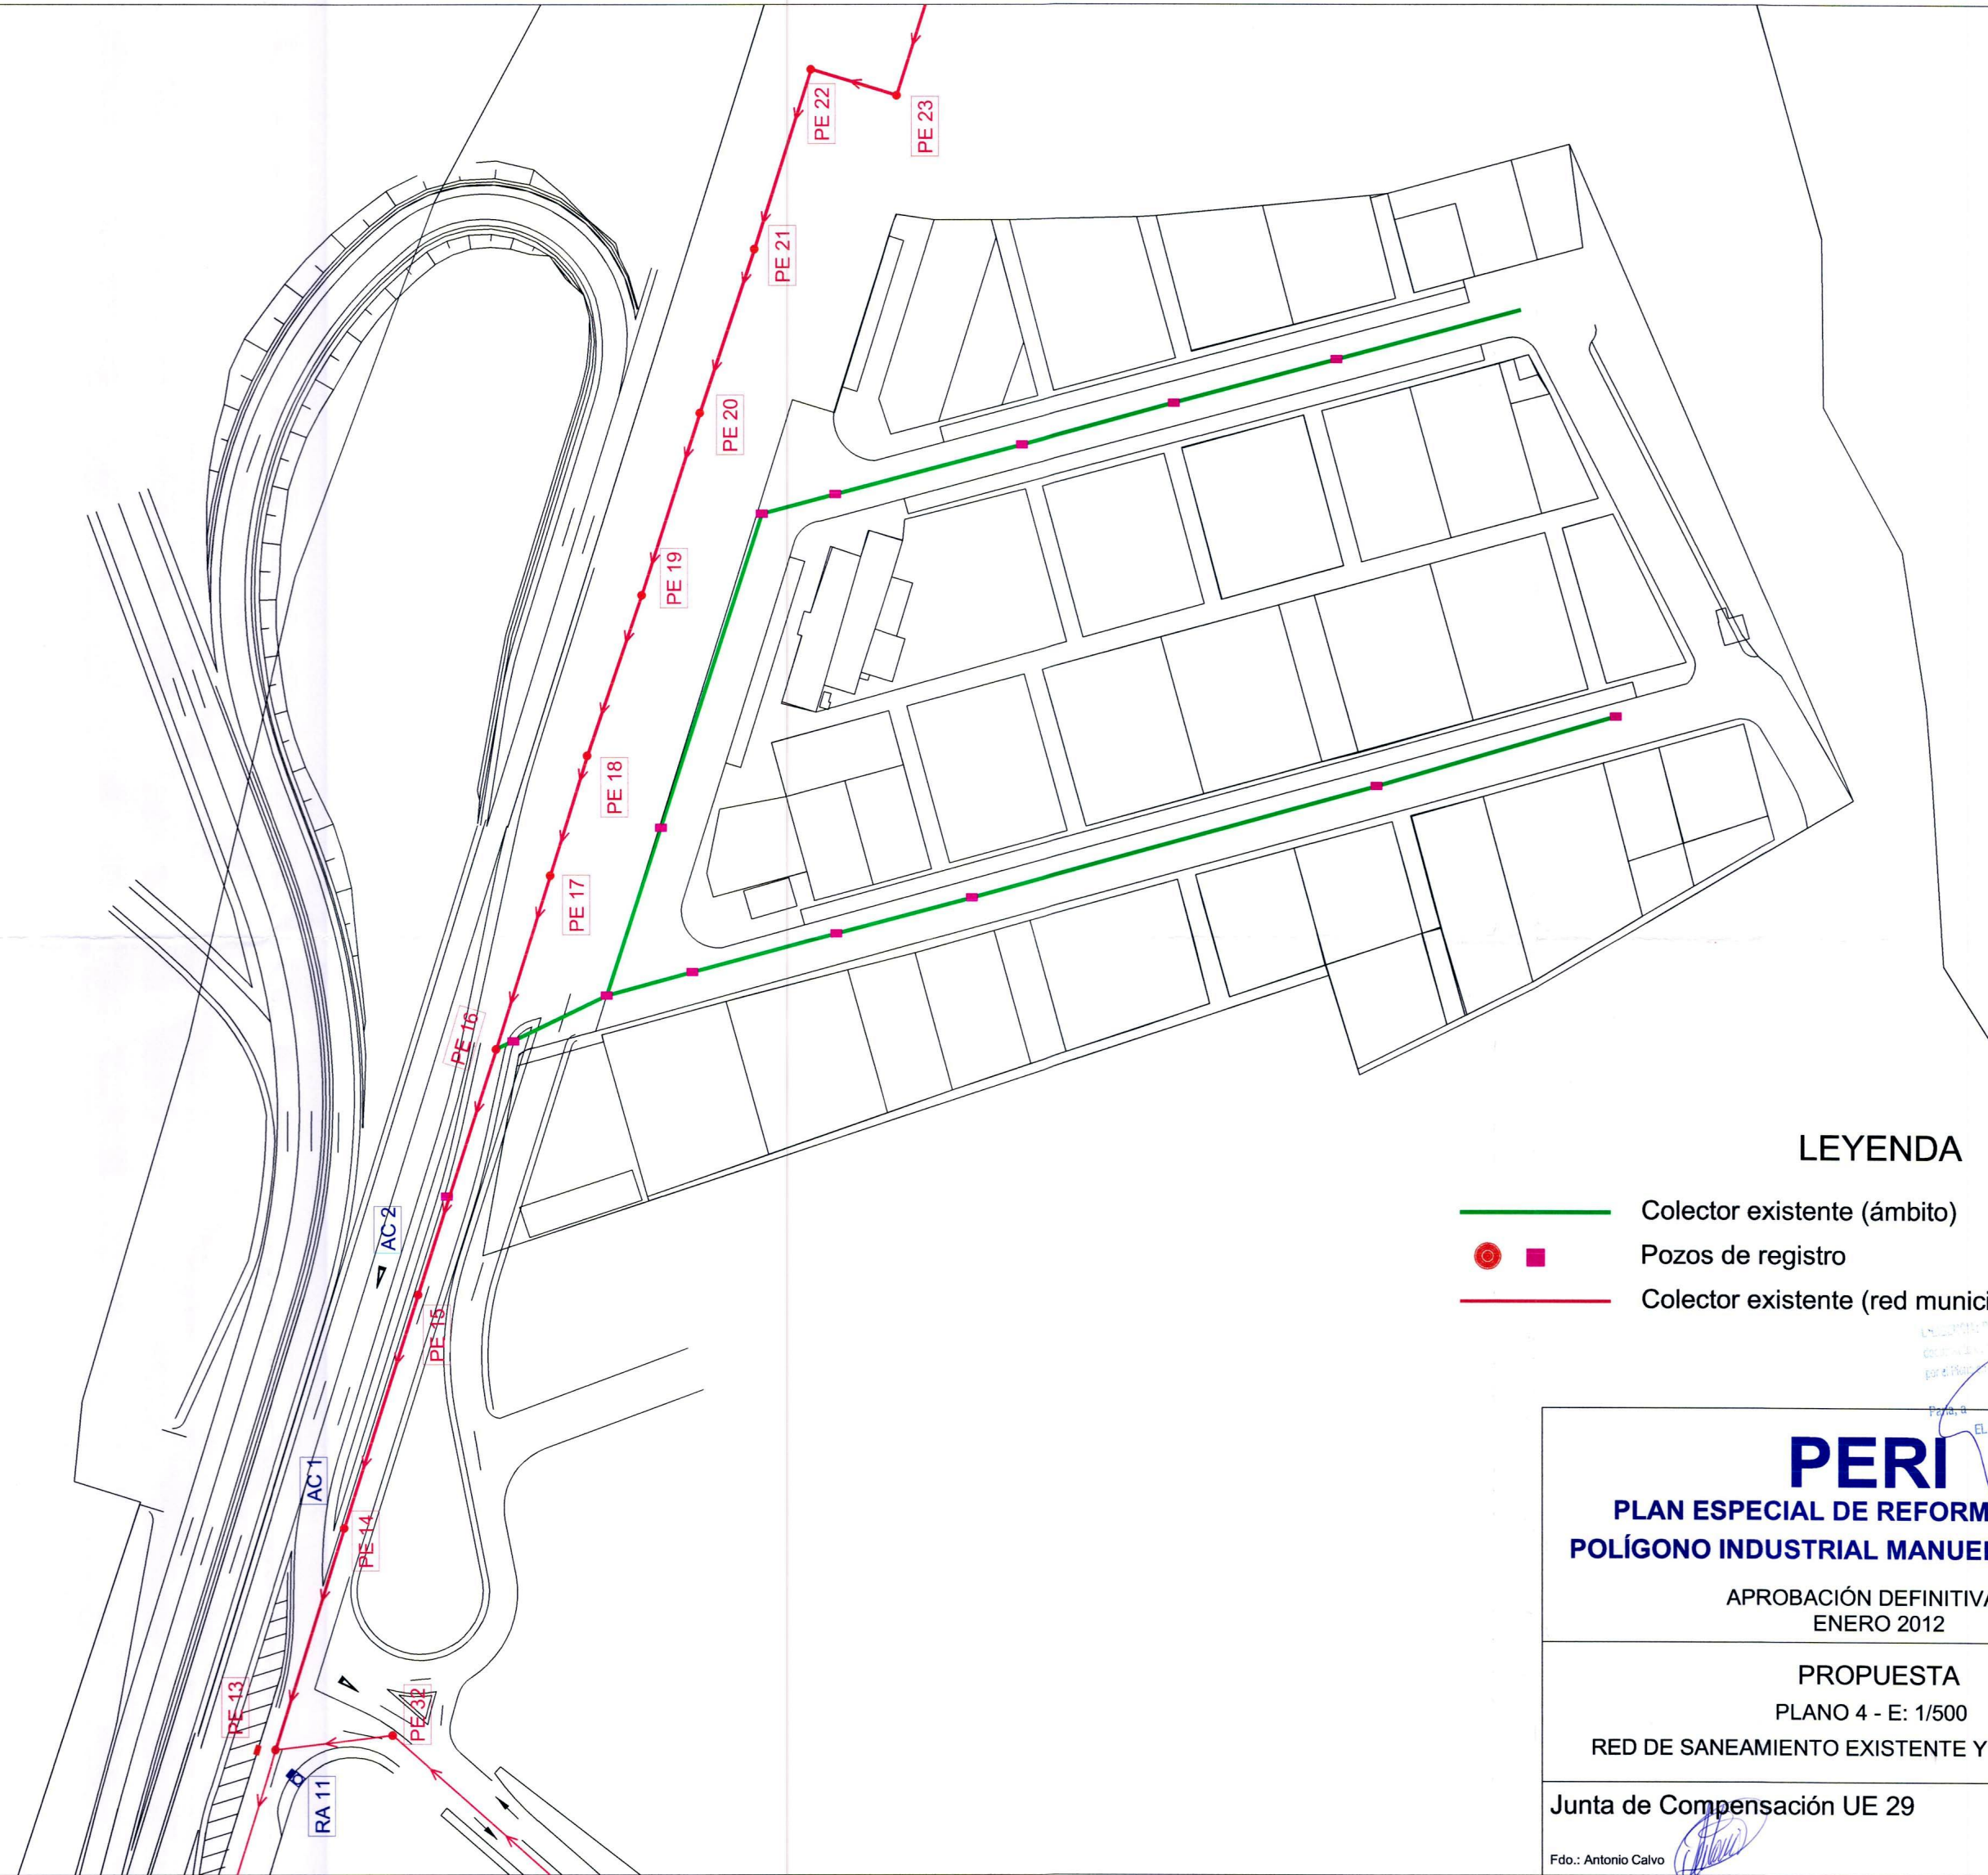 PE 22
PE 23
PE 21
PE 20
PE 19
PE 18
PE 17
PE 16
AC 2
PE 15
AC 1
PE 14
PE 13
PE 32
RA 11
LEYENDA
Colector existente (ámbito)
Pozos de registro
Colector existente (red munici
EL
PERI
PLAN ESPECIAL DE REFORM
POLÍGONO INDUSTRIAL MANUEL
APROBACIÓN DEFINITIVA
ENERO 2012
PROPUESTA
PLANO 4 - E: 1/500
RED DE SANEAMIENTO EXISTENTE Y
Junta de Compensación UE 29
Fdo.: Antonio Calvo